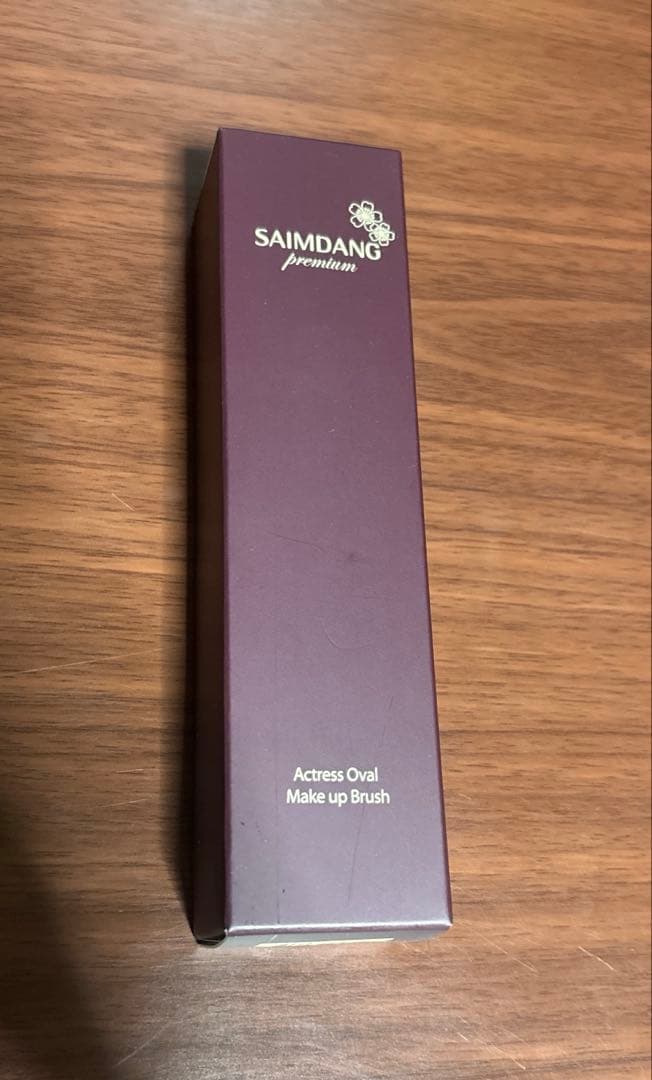 SAIMDANG
premium
Actress Oval
Make up Brush